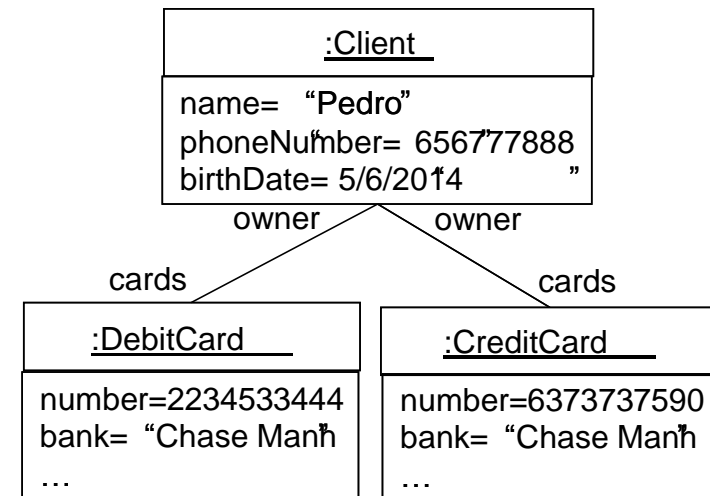 :Client
name= “Pedro”
phoneNumber= 656777888
birthDate= 5/6/2014 ”
owner owner
cards cards
:DebitCard :CreditCard
number=2234533444 number=6373737590
bank= “Chase Manh” bank= “Chase Manh”
... ...